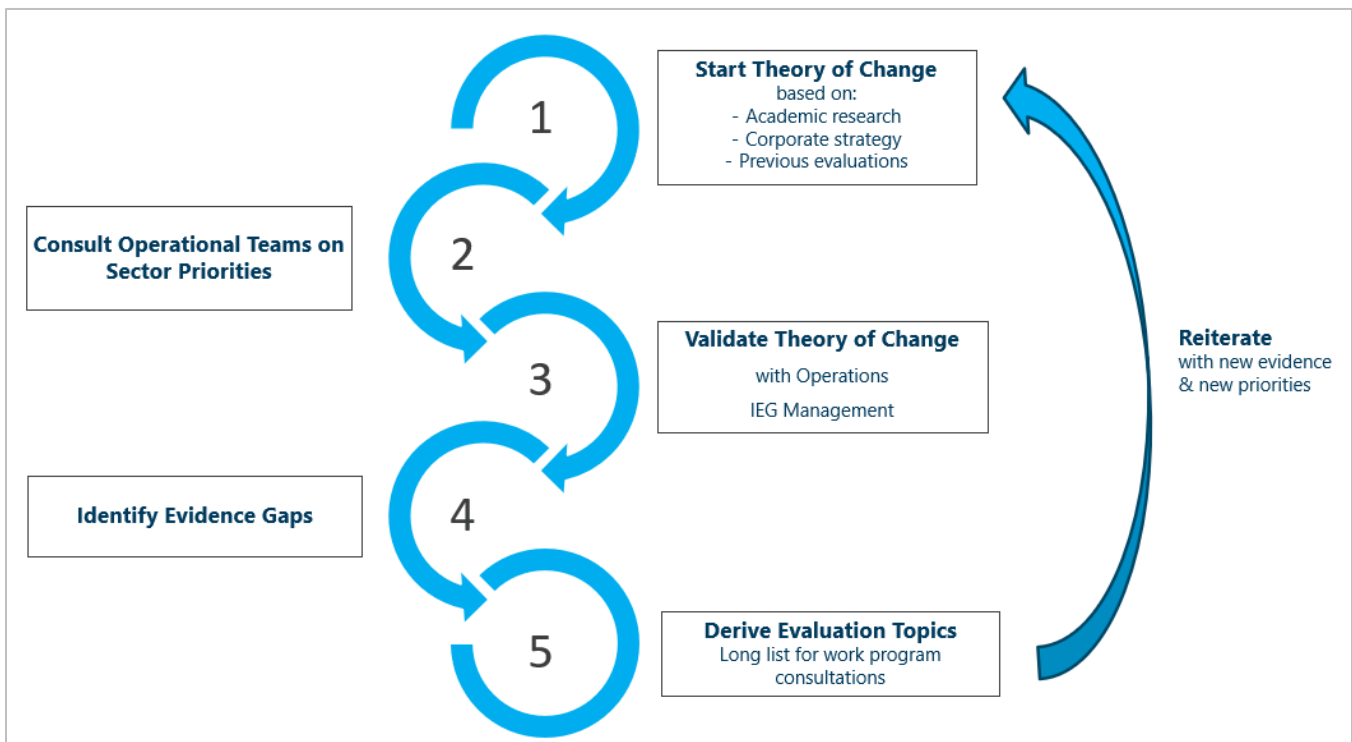 1
Start Theory of Change
based on:
- Academic research
- Corporate strategy
- Previous evaluations
Consult Operational Teams on
Sector Priorities
2
3
Validate Theory of Change
with Operations
IEG Management
Reiterate
with new evidence
& new priorities
Identify Evidence Gaps
4
5
Derive Evaluation Topics
Long list for work program
consultations